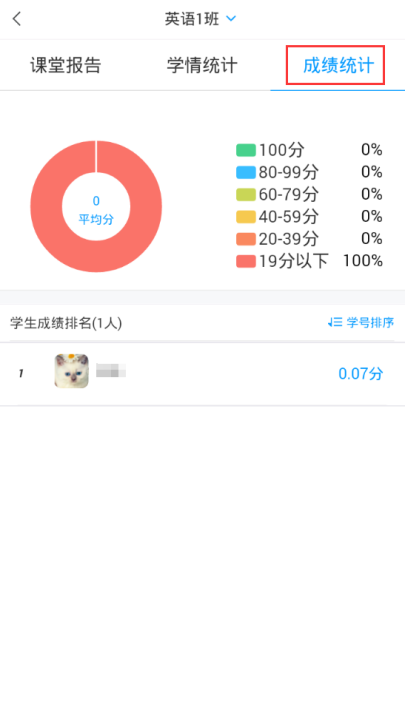 英语1班
课堂报告 学情统计 成绩统计
100分 0%
80-99分 0%
60-79分 0%
40-59分 0%
20-39分 0%
19分以下 100%
0
平均分
学生成绩排名(1人) 学号排序
1 0.07分